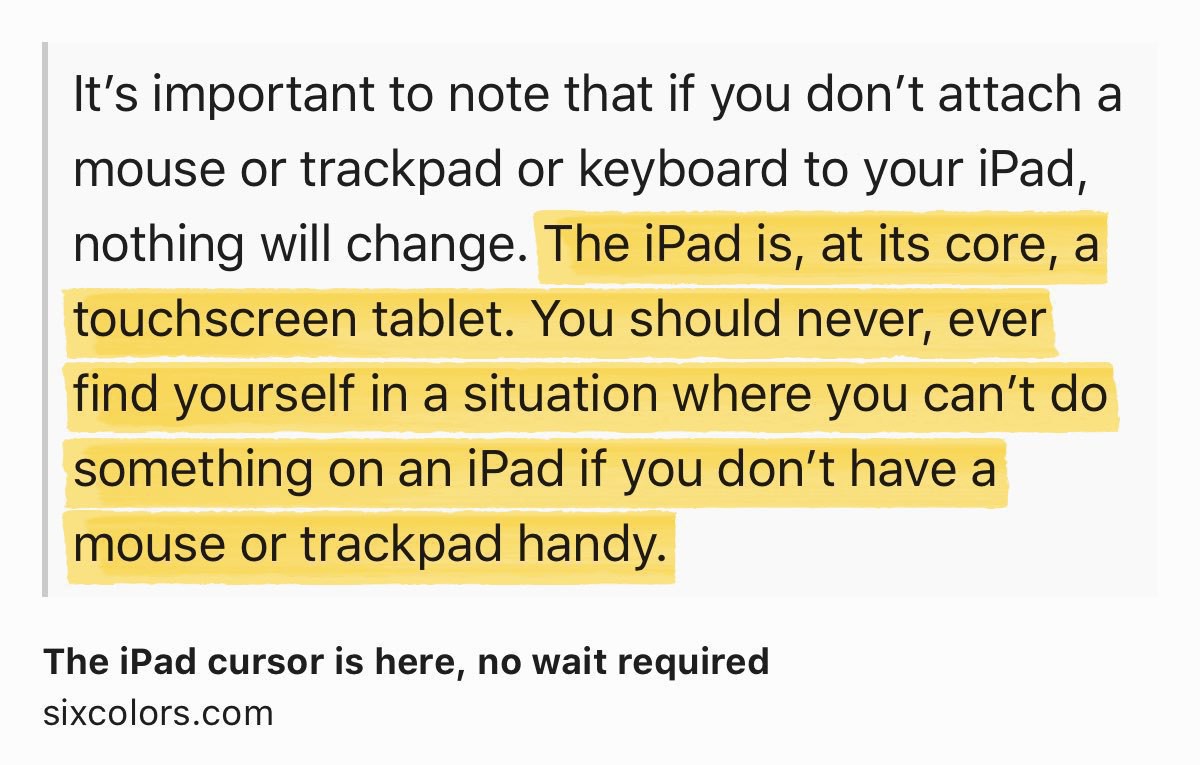 It’s important to note that if you don’t attach a
mouse or trackpad or keyboard to your iPad,
nothing will change. The iPad is, at its core, a
touchscreen tablet. You should never, ever
find yourself in a situation where you can’t do
something on an iPad if you don’t have a
mouse or trackpad handy.
The iPad cursor is here, no wait required
sixcolors.com